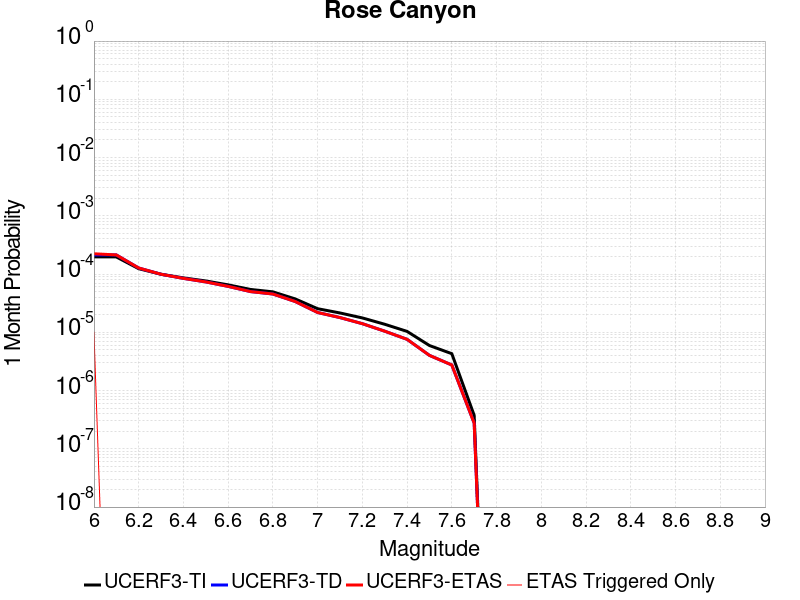 Rose Canyon
10^0
10^-1
10^-2
10^-3
10^-4
10^-5
10^-6
10^-7
10^-8
1 Month Probability
6 6.2 6.4 6.6 6.8 7 7.2 7.4 7.6 7.8 8 8.2 8.4 8.6 8.8 9
Magnitude
UCERF3-TI UCERF3-TD UCERF3-ETAS ETAS Triggered Only